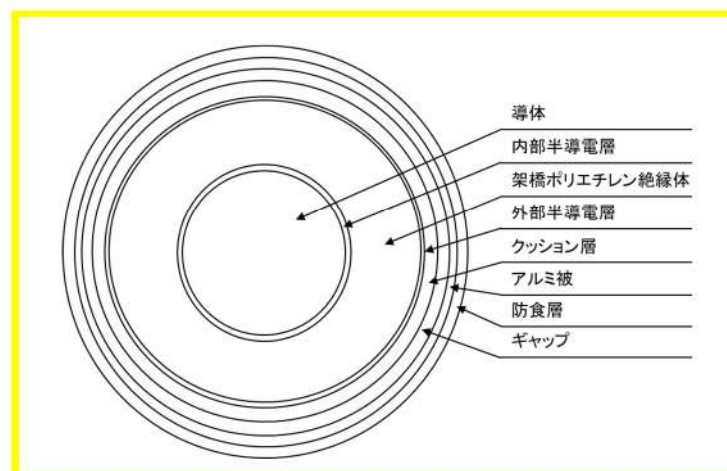 導体
内部半導電層
架橋ポリエチレン絶縁体
外部半導電層
クッション層
アルミ被
防食層
ギャップ